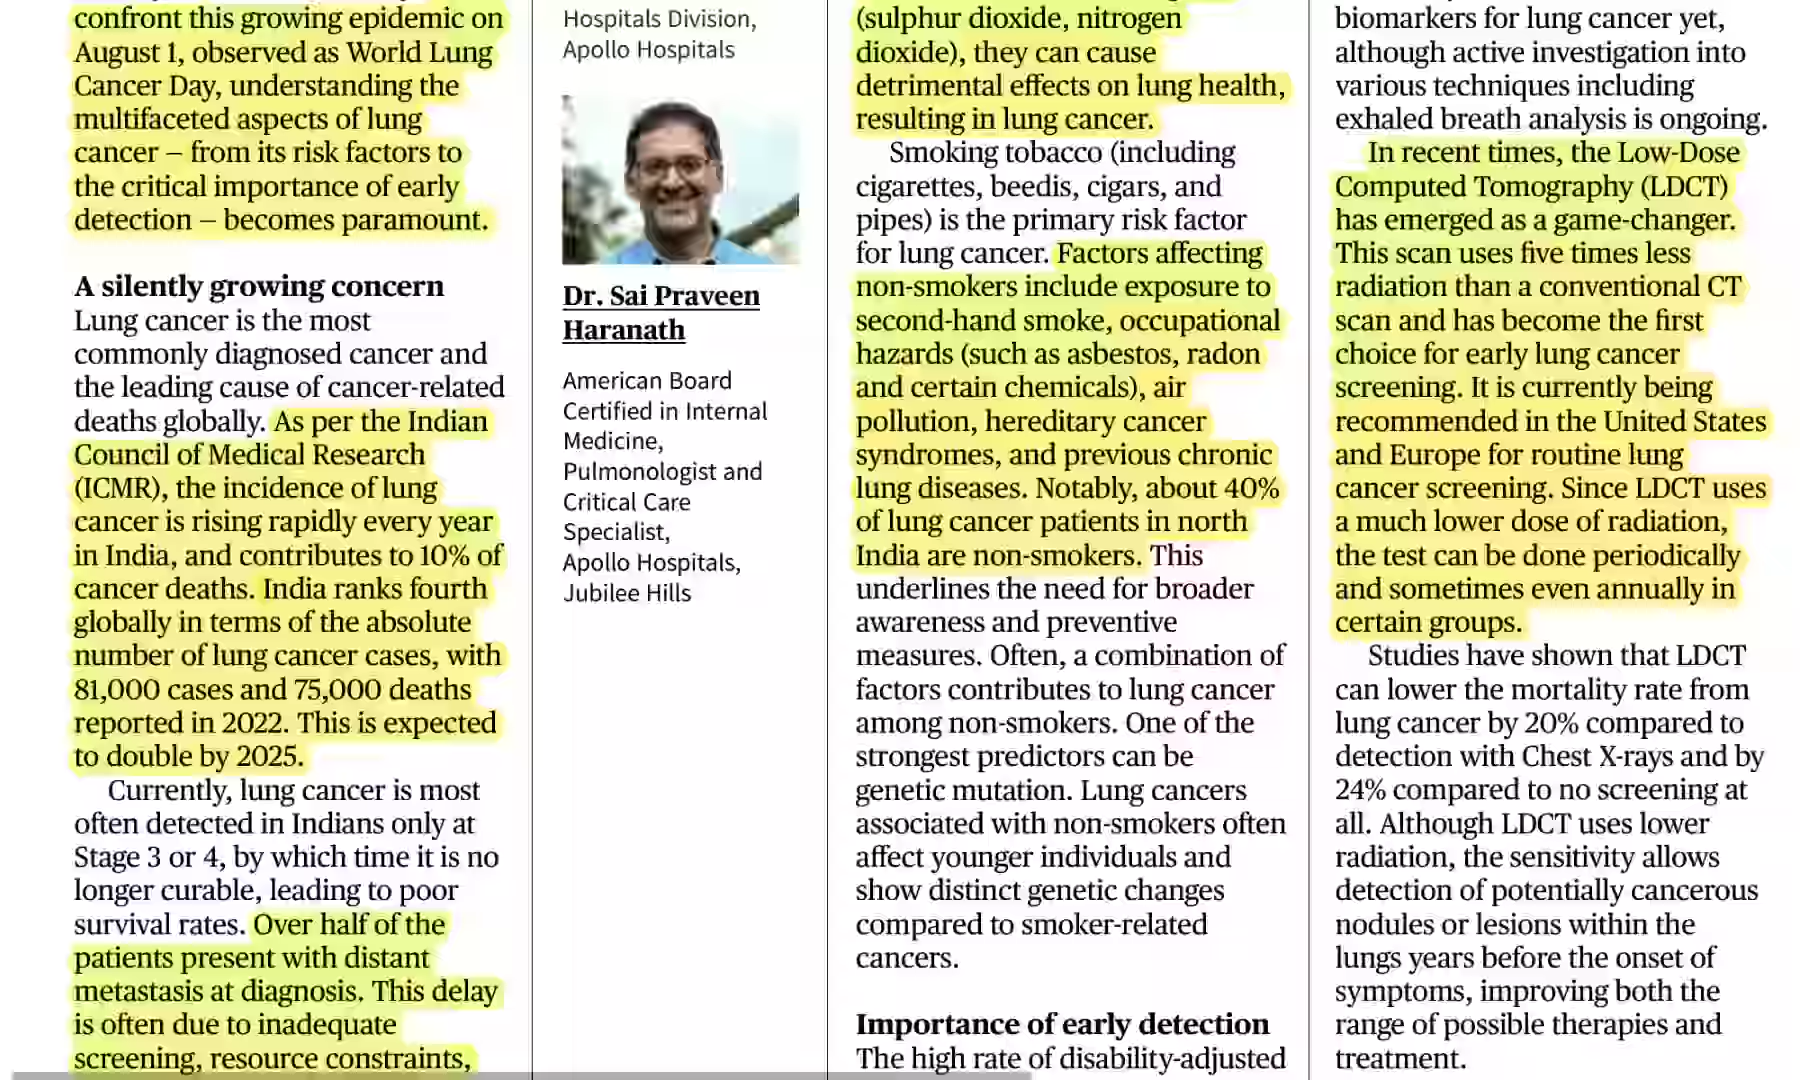 confront this growing epidemic on
August 1, observed as World Lung
Cancer Day, understanding the
multifaceted aspects of lung
cancer – from its risk factors to
the critical importance of early
detection – becomes paramount.
A silently growing concern
Lung cancer is the most
commonly diagnosed cancer and
the leading cause of cancer-related
deaths globally. As per the Indian
Council of Medical Research
(ICMR), the incidence of lung
cancer is rising rapidly every year
in India, and contributes to 10% of
cancer deaths. India ranks fourth
globally in terms of the absolute
number of lung cancer cases, with
81,000 cases and 75,000 deaths
reported in 2022. This is expected
to double by 2025.
Currently, lung cancer is most
often detected in Indians only at
Stage 3 or 4, by which time it is no
longer curable, leading to poor
survival rates. Over half of the
patients present with distant
metastasis at diagnosis. This delay
is often due to inadequate
screening, resource constraints,
Hospitals Division,
Apollo Hospitals
Dr. Sai Praveen
Haranath
American Board
Certified in Internal
Medicine,
Pulmonologist and
Critical Care
Specialist,
Apollo Hospitals,
Jubilee Hills
(sulphur dioxide, nitrogen
dioxide), they can cause
detrimental effects on lung health,
resulting in lung cancer.
Smoking tobacco (including
cigarettes, beedis, cigars, and
pipes) is the primary risk factor
for lung cancer. Factors affecting
non-smokers include exposure to
second-hand smoke, occupational
hazards (such as asbestos, radon
and certain chemicals), air
pollution, hereditary cancer
syndromes, and previous chronic
lung diseases. Notably, about 40%
of lung cancer patients in north
India are non-smokers. This
underlines the need for broader
awareness and preventive
measures. Often, a combination of
factors contributes to lung cancer
among non-smokers. One of the
strongest predictors can be
genetic mutation. Lung cancers
associated with non-smokers often
affect younger individuals and
show distinct genetic changes
compared to smoker-related
cancers.
Importance of early detection
The high rate of disability-adjusted
biomarkers for lung cancer yet,
although active investigation into
various techniques including
exhaled breath analysis is ongoing.
In recent times, the Low-Dose
Computed Tomography (LDCT)
has emerged as a game-changer.
This scan uses five times less
radiation than a conventional CT
scan and has become the first
choice for early lung cancer
screening. It is currently being
recommended in the United States
and Europe for routine lung
cancer screening. Since LDCT uses
a much lower dose of radiation,
the test can be done periodically
and sometimes even annually in
certain groups.
Studies have shown that LDCT
can lower the mortality rate from
lung cancer by 20% compared to
detection with Chest X-rays and by
24% compared to no screening at
all. Although LDCT uses lower
radiation, the sensitivity allows
detection of potentially cancerous
nodules or lesions within the
lungs years before the onset of
symptoms, improving both the
range of possible therapies and
treatment.